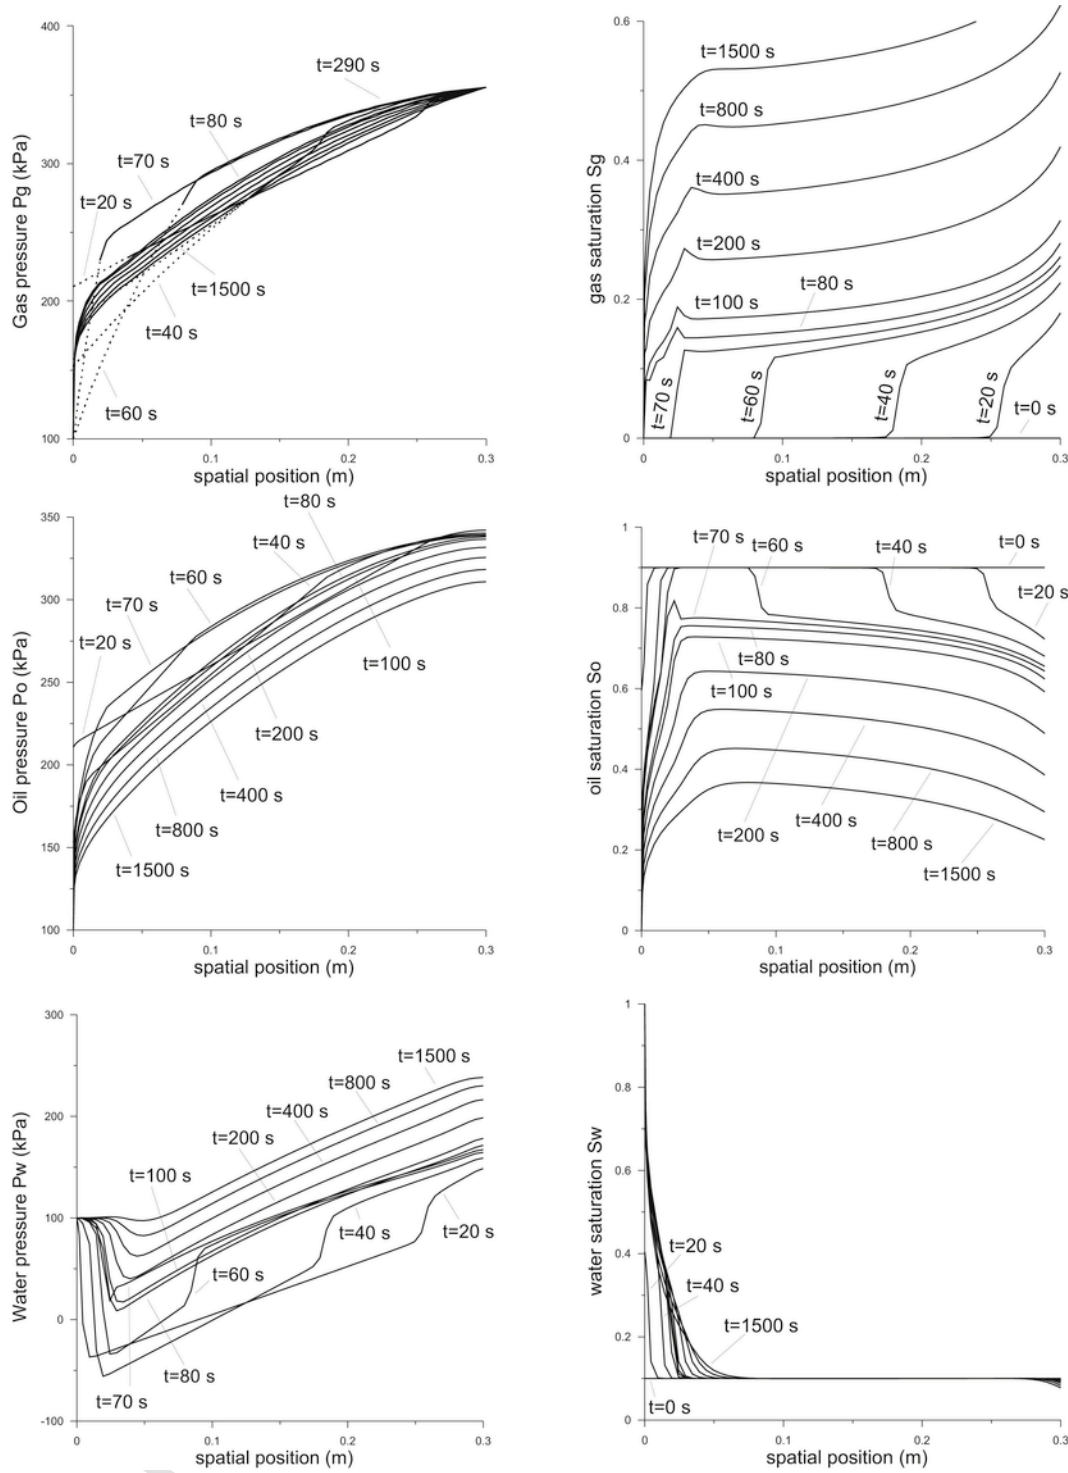 400
300
200
100
Gas pressure Pg (kPa)
t=290 s
t=80 s
t=70 s
t=20 s
t=1500 s
t=40 s
t=60 s
0
0.1
0.2
0.3
spatial position (m)
0.6
0.4
0.2
0
gas saturation Sg
t=1500 s
t=800 s
t=400 s
t=200 s
t=100 s
t=80 s
t=70 s
t=60 s
t=40 s
t=20 s
t=0 s
0
0.1
0.2
0.3
spatial position (m)
350
300
250
200
150
100
Oil pressure Po (kPa)
t=80 s
t=40 s
t=60 s
t=70 s
t=20 s
t=100 s
t=200 s
t=400 s
t=800 s
t=1500 s
0
0.1
0.2
0.3
spatial position (m)
1
0.8
0.6
0.4
0.2
0
oil saturation So
t=70 s
t=60 s
t=40 s
t=0 s
t=20 s
t=80 s
t=100 s
t=200 s
t=400 s
t=800 s
t=1500 s
0
0.1
0.2
0.3
spatial position (m)
300
200
100
0
-100
Water pressure Pw (kPa)
t=1500 s
t=800 s
t=400 s
t=200 s
t=100 s
t=40 s
t=20 s
t=60 s
t=80 s
t=70 s
0
0.1
0.2
0.3
spatial position (m)
1
0.8
0.6
0.4
0.2
0
water saturation Sw
t=20 s
t=40 s
t=1500 s
t=0 s
0
0.1
0.2
0.3
spatial position (m)